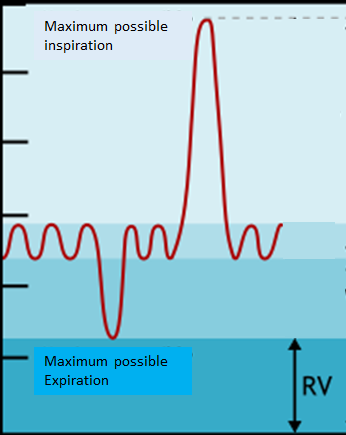 Maximum possible
inspiration
Maximum possible
Expiration
RV